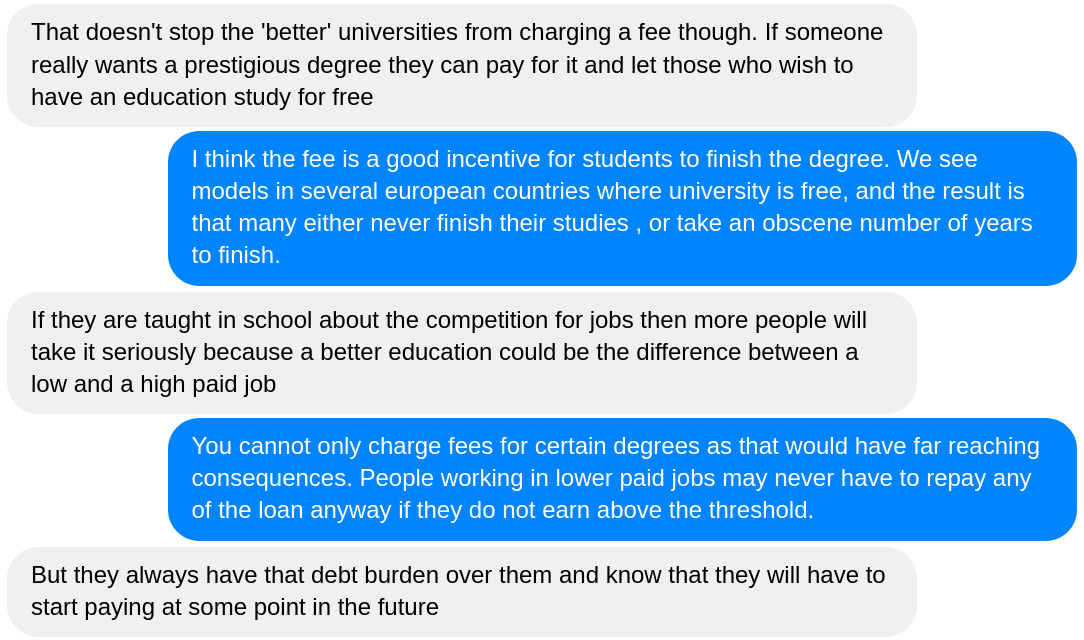 That doesn't stop the 'better' universities from charging a fee though. If someone
really wants a prestigious degree they can pay for it and let those who wish to
have an education study for free
I think the fee is a good incentive for students to finish the degree. We see
models in several european countries where university is free, and the result is
that many either never finish their studies , or take an obscene number of years
to finish.
If they are taught in school about the competition for jobs then more people will
take it seriously because a better education could be the difference between a
low and a high paid job
You cannot only charge fees for certain degrees as that would have far reaching
consequences. People working in lower paid jobs may never have to repay any
of the loan anyway if they do not earn above the threshold.
But they always have that debt burden over them and know that they will have to
start paying at some point in the future